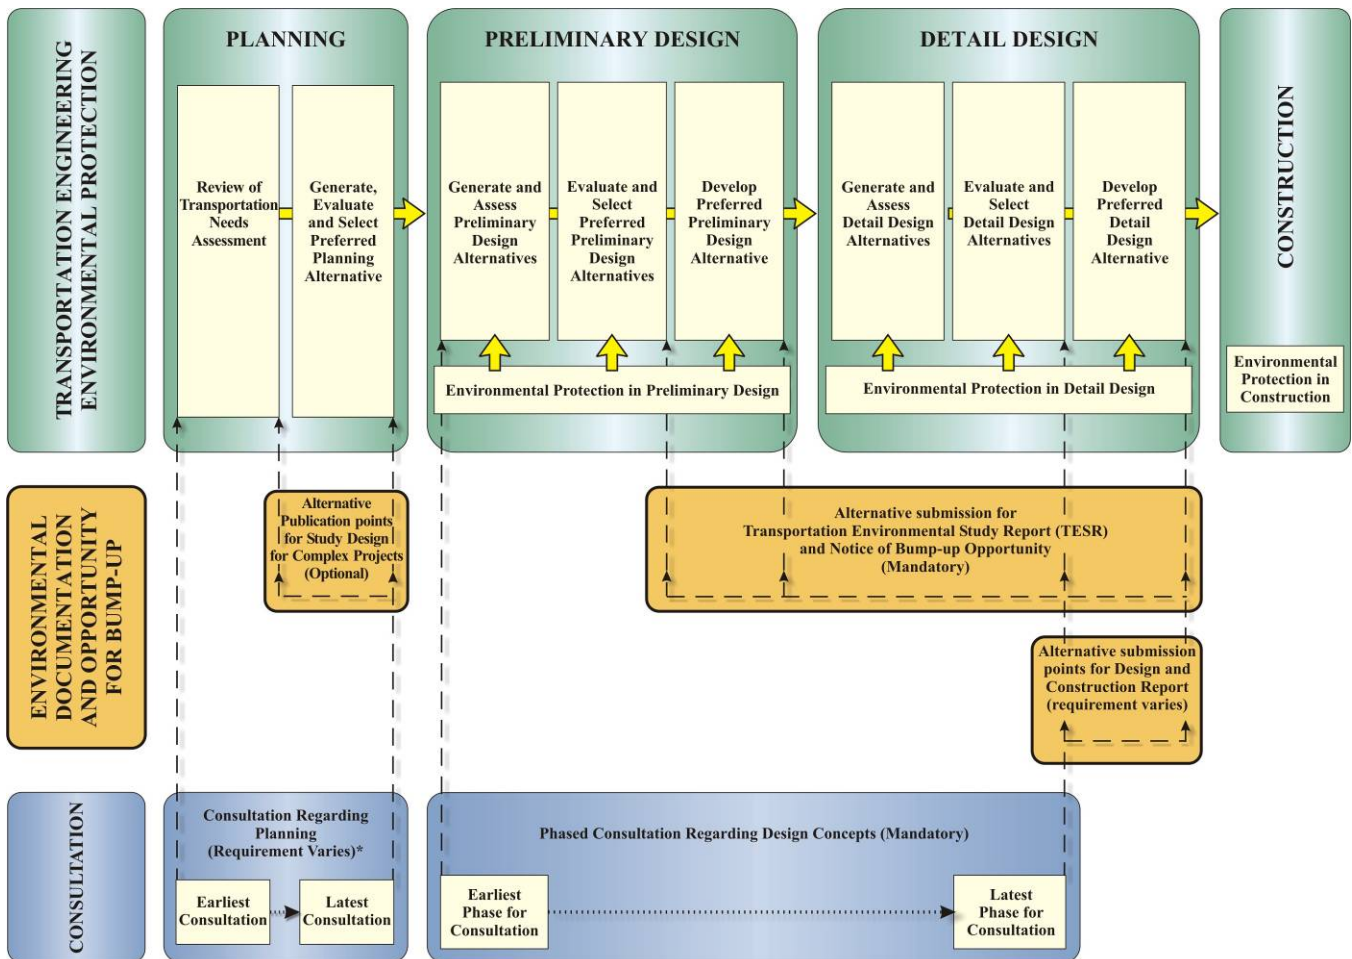 TRANSPORTATION ENGINEERING
ENVIRONMENTAL PROTECTION
PLANNING
Review of
Transportation
Needs
Assessment
Generate,
Evaluate
and Select
Preferred
Planning
Alternative
PRELIMINARY DESIGN
Generate and
Assess
Preliminary
Design
Alternatives
Evaluate and
Select
Preferred
Preliminary
Design
Alternatives
Develop
Preferred
Preliminary
Design
Alternative
Environmental Protection in Preliminary Design
DETAIL DESIGN
Generate and
Assess
Detail Design
Alternatives
Evaluate and
Select
Detail Design
Alternatives
Develop
Preferred
Detail
Design
Alternative
Environmental Protection in Detail Design
CONSTRUCTION
Environmental
Protection in
Construction
ENVIRONMENTAL
DOCUMENTATION
AND OPPORTUNITY
FOR BUMP-UP
Alternative
Publication points
for Study Design
for Complex Projects
(Optional)
Alternative submission for
Transportation Environmental Study Report (TESR)
and Notice of Bump-up Opportunity
(Mandatory)
Alternative submission
points for Design and
Construction Report
(requirement varies)
CONSULTATION
Consultation Regarding
Planning
(Requirement Varies)*
Earliest
Consultation
Latest
Consultation
Phased Consultation Regarding Design Concepts (Mandatory)
Earliest
Phase for
Consultation
Latest
Phase for
Consultation